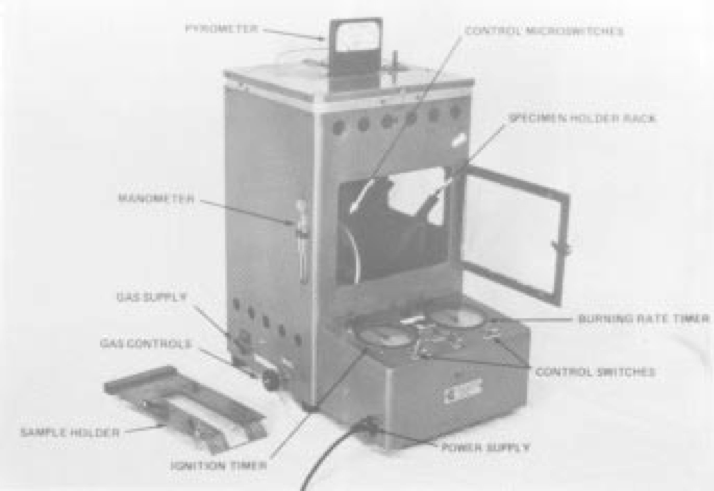 PYROMETER
CONTROL MICROSWITCHES
SPECIMEN HOLDER RACK
MANOMETER
GAS SUPPLY
GAS CONTROLS
BURNING RATE TIMER
CONTROL SWITCHES
SAMPLE HOLDER
IGNITION TIMER
POWER SUPPLY